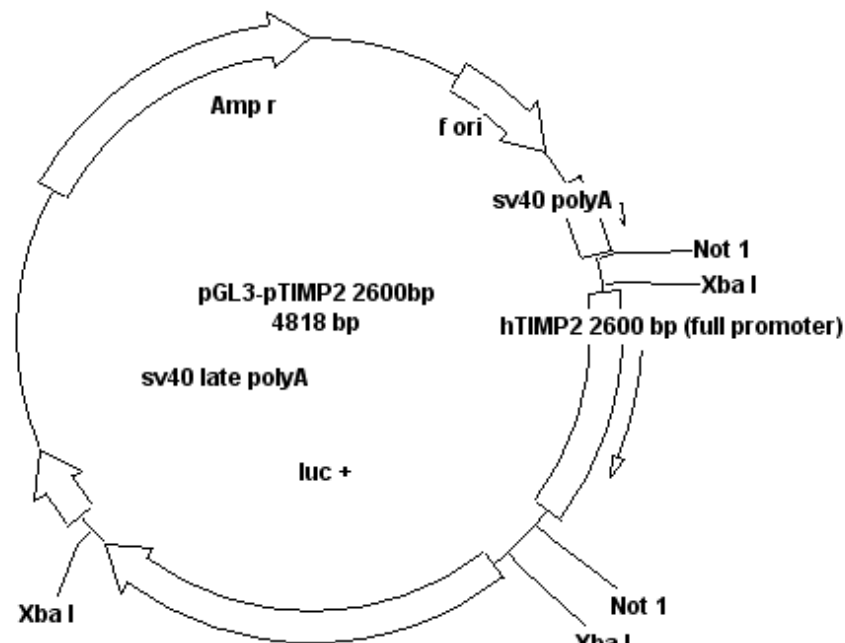 Amp r
f ori
sv40 polyA
Not 1
Xba I
pGL3-pTIMP2 2600bp
4818 bp
hTIMP2 2600 bp (full promoter)
sv40 late polyA
luc +
Xba I
Not 1
Xba I